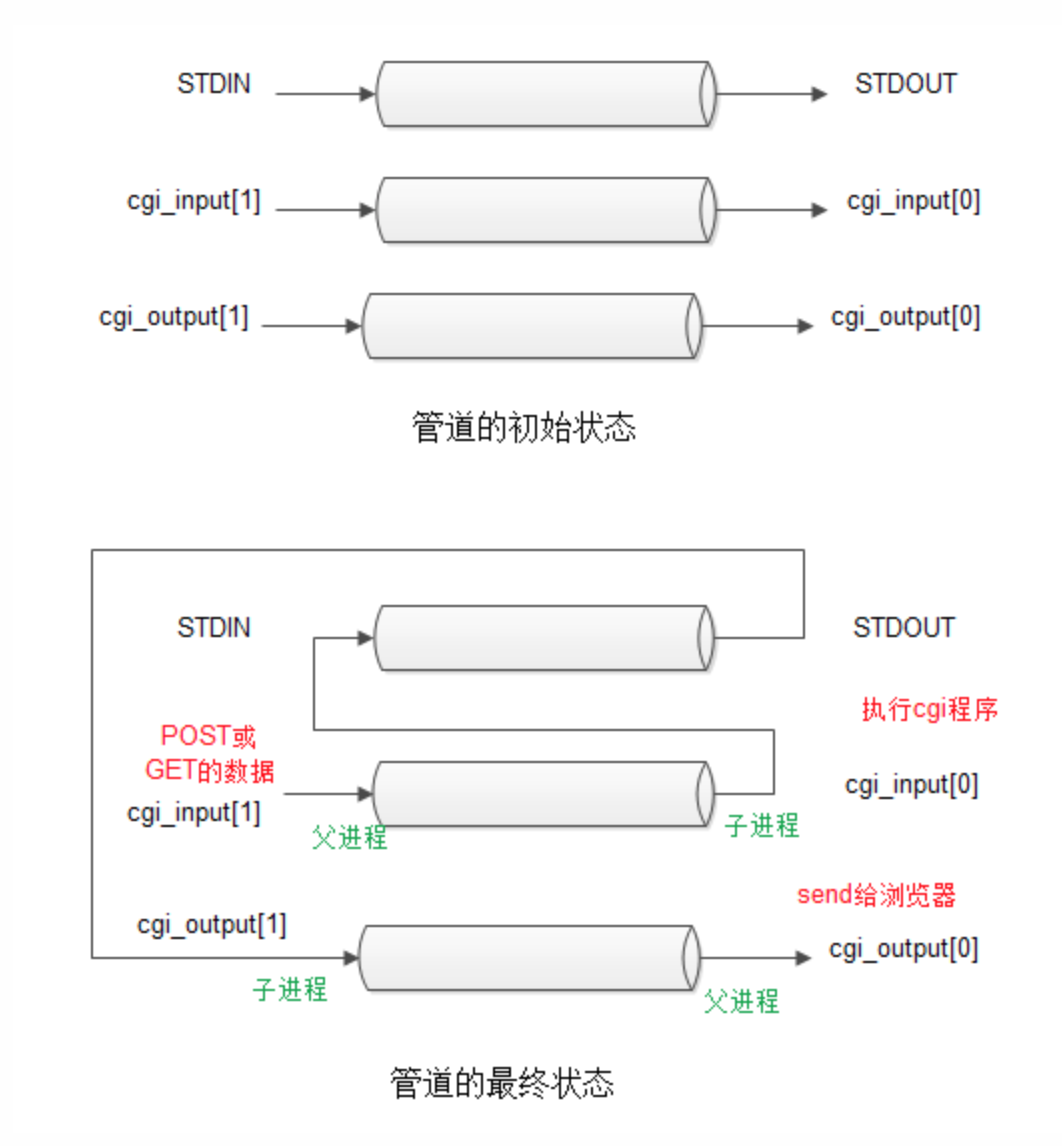 STDIN
STDOUT
cgi_input[1]
cgi_input[0]
cgi_output[1]
cgi_output[0]
管道的初始状态
STDIN
STDOUT
执行cgi程序
POST或
GET的数据
cgi_input[1]
cgi_input[0]
父进程
子进程
send给浏览器
cgi_output[1]
cgi_output[0]
子进程
父进程
管道的最终状态